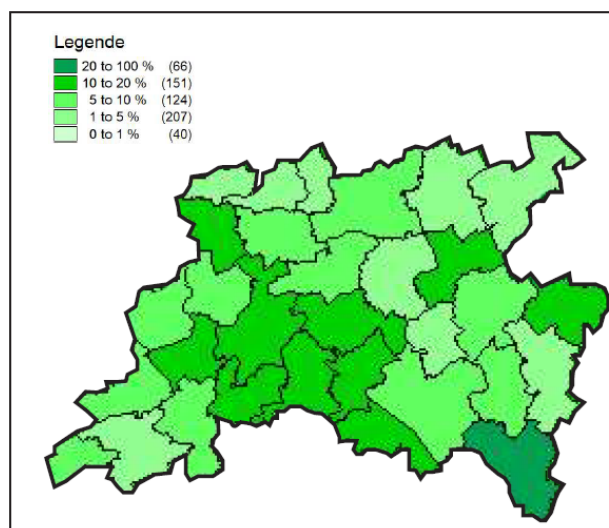 Legende
20 to 100 % (66)
10 to 20 % (151)
5 to 10 % (124)
1 to 5 % (207)
0 to 1 % (40)